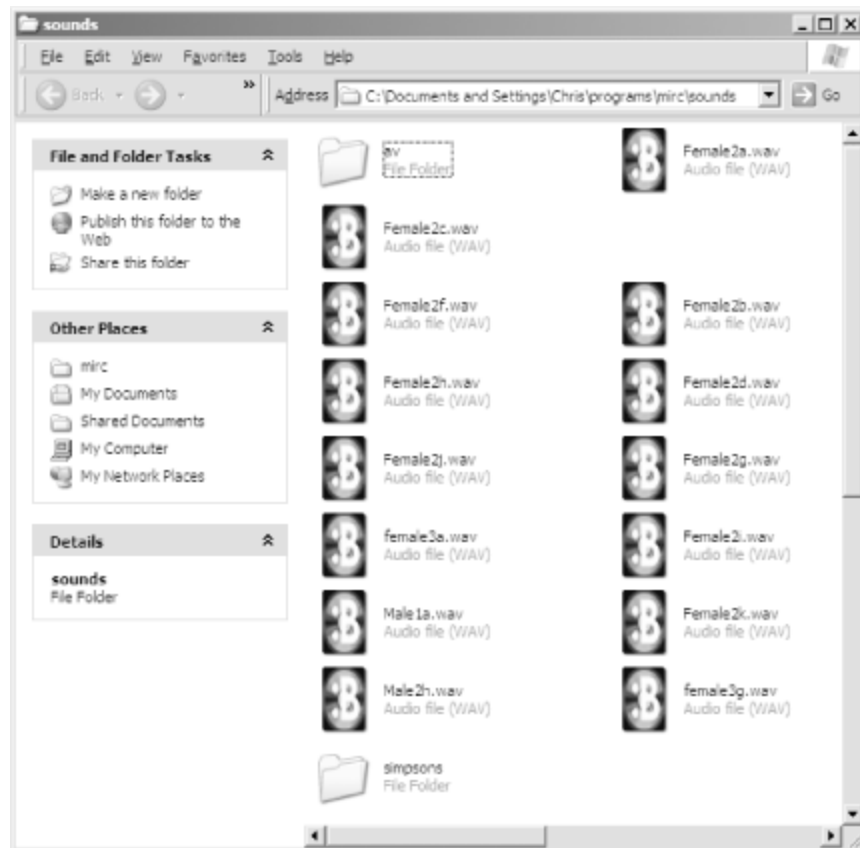 sounds
File Edit View Favorites Tools Help
Back » Address C:\Documents and Settings\Chris\programs\mirc\sounds Go
File and Folder Tasks
Make a new folder
Publish this folder to the
Web
Share this folder
Other Places
mirc
My Documents
Shared Documents
My Computer
My Network Places
Details
sounds
File Folder
av
File Folder
Female2a.wav
Audio file (WAV)
Female2c.wav
Audio file (WAV)
Female2f.wav
Audio file (WAV)
Female2b.wav
Audio file (WAV)
Female2h.wav
Audio file (WAV)
Female2d.wav
Audio file (WAV)
Female2j.wav
Audio file (WAV)
Female2g.wav
Audio file (WAV)
female3a.wav
Audio file (WAV)
Female2i.wav
Audio file (WAV)
Male1a.wav
Audio file (WAV)
Female2k.wav
Audio file (WAV)
Male2h.wav
Audio file (WAV)
female3g.wav
Audio file (WAV)
simpsons
File Folder